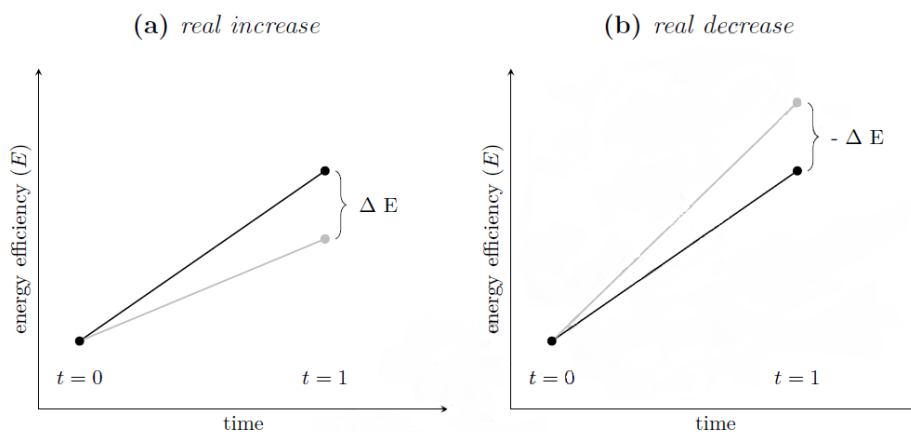 (a) real increase
energy efficiency (E)
Δ E
t = 0
t = 1
time
(b) real decrease
energy efficiency (E)
- Δ E
t = 0
t = 1
time